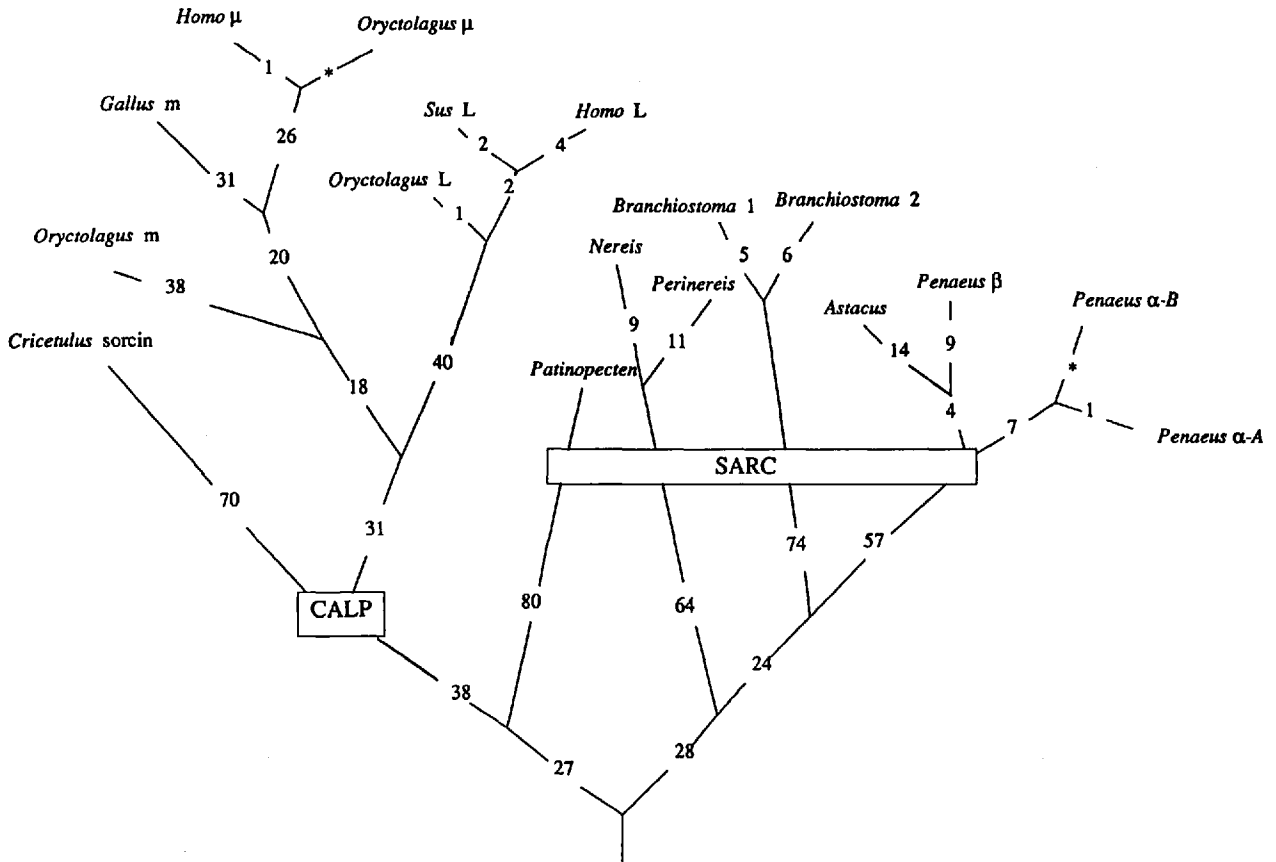 Homo µ
Oryctolagus µ
1
*
Gallus m
26
Sus L
Homo L
2
4
31
Oryctolagus L
2
1
Branchiostoma 1
Branchiostoma 2
Oryctolagus m
Nereis
20
5
6
38
Perinereis
Penaeus β
Penaeus α-B
Astacus
9
11
14
9
Cricetulus sorcin
40
Patinopecten
*
18
4
7
1
Penaeus α-A
SARC
70
31
74
57
80
64
CALP
24
38
28
27